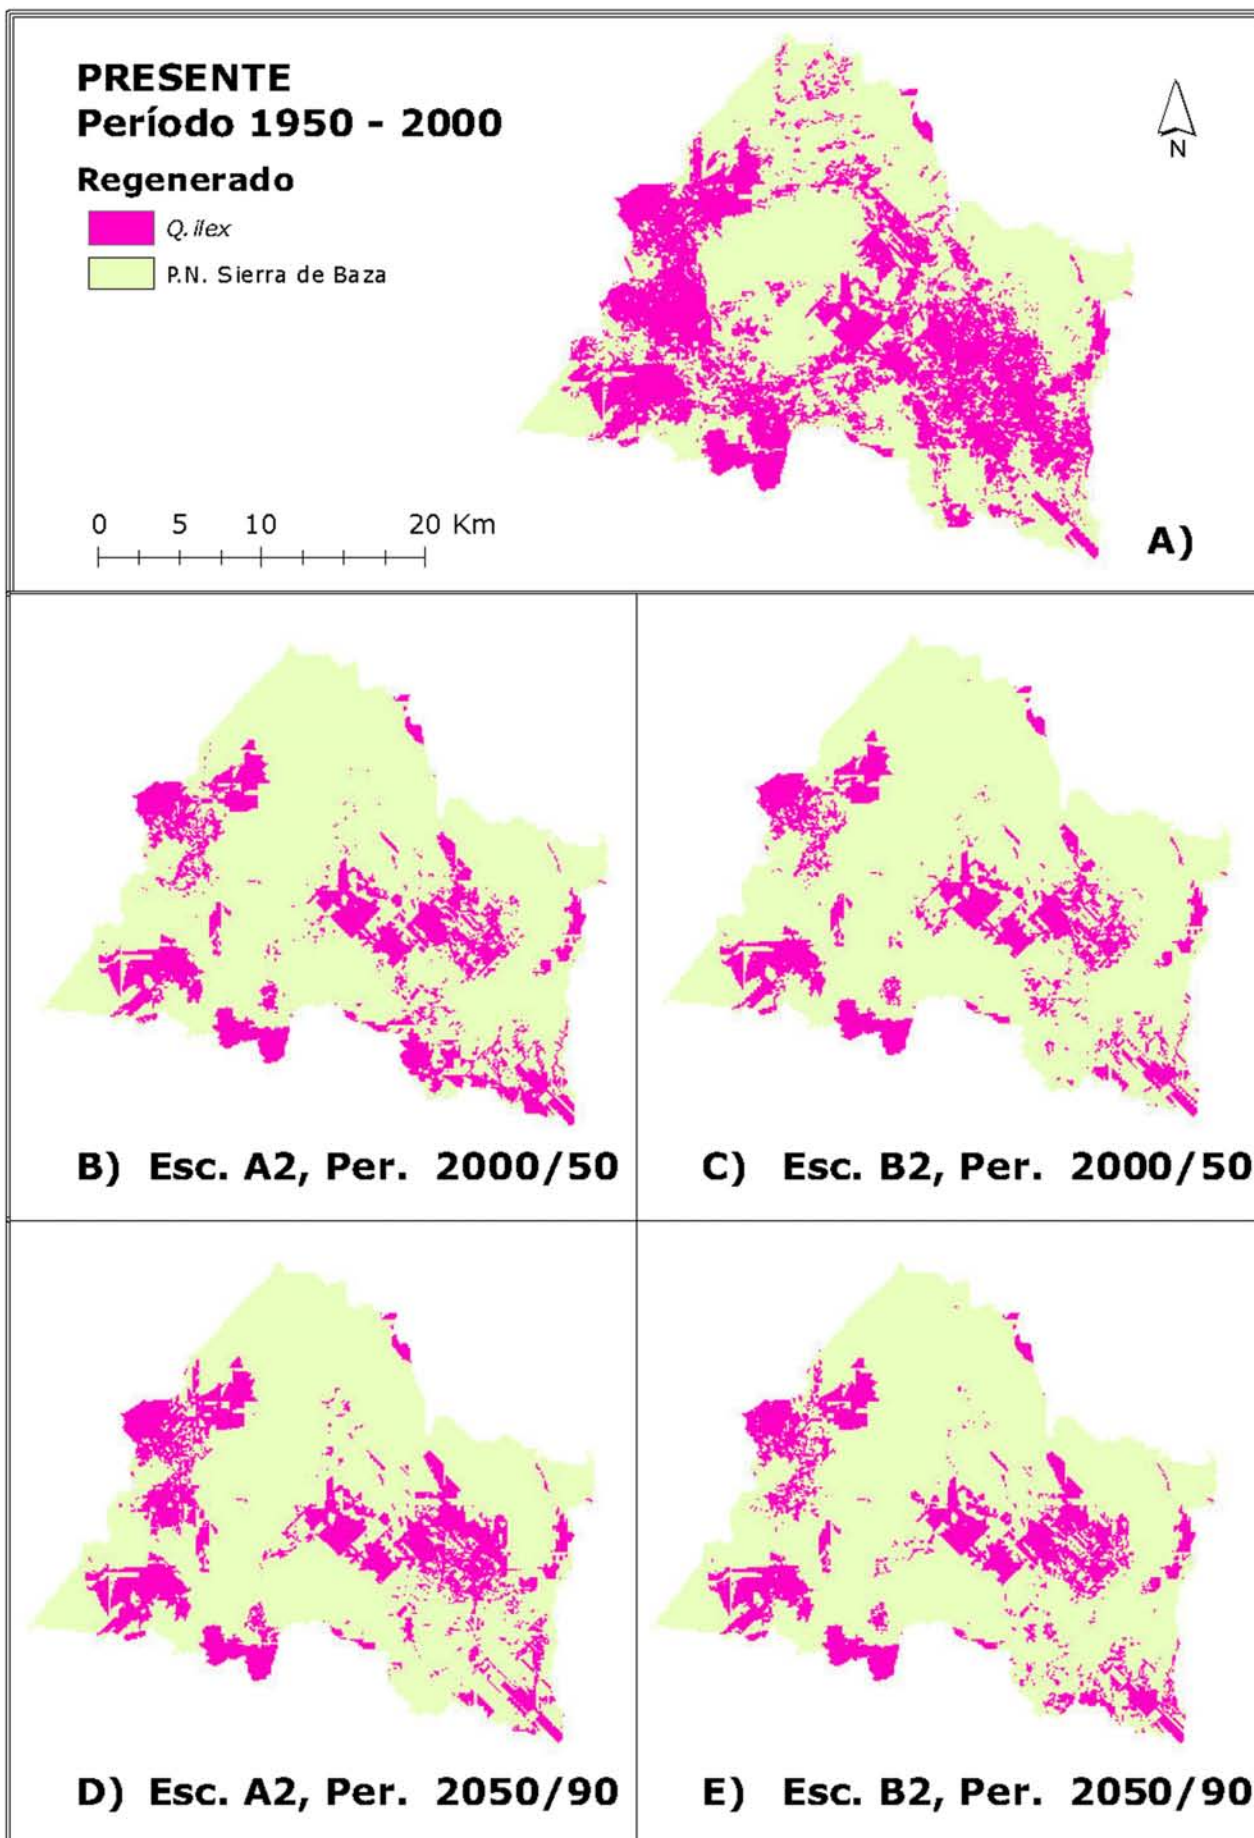 PRESENTE
Período 1950 - 2000
Regenerado
Q. ilex
P.N. Sierra de Baza
N
0 5 10 20 Km
A)
B) Esc. A2, Per. 2000/50
C) Esc. B2, Per. 2000/50
D) Esc. A2, Per. 2050/90
E) Esc. B2, Per. 2050/90